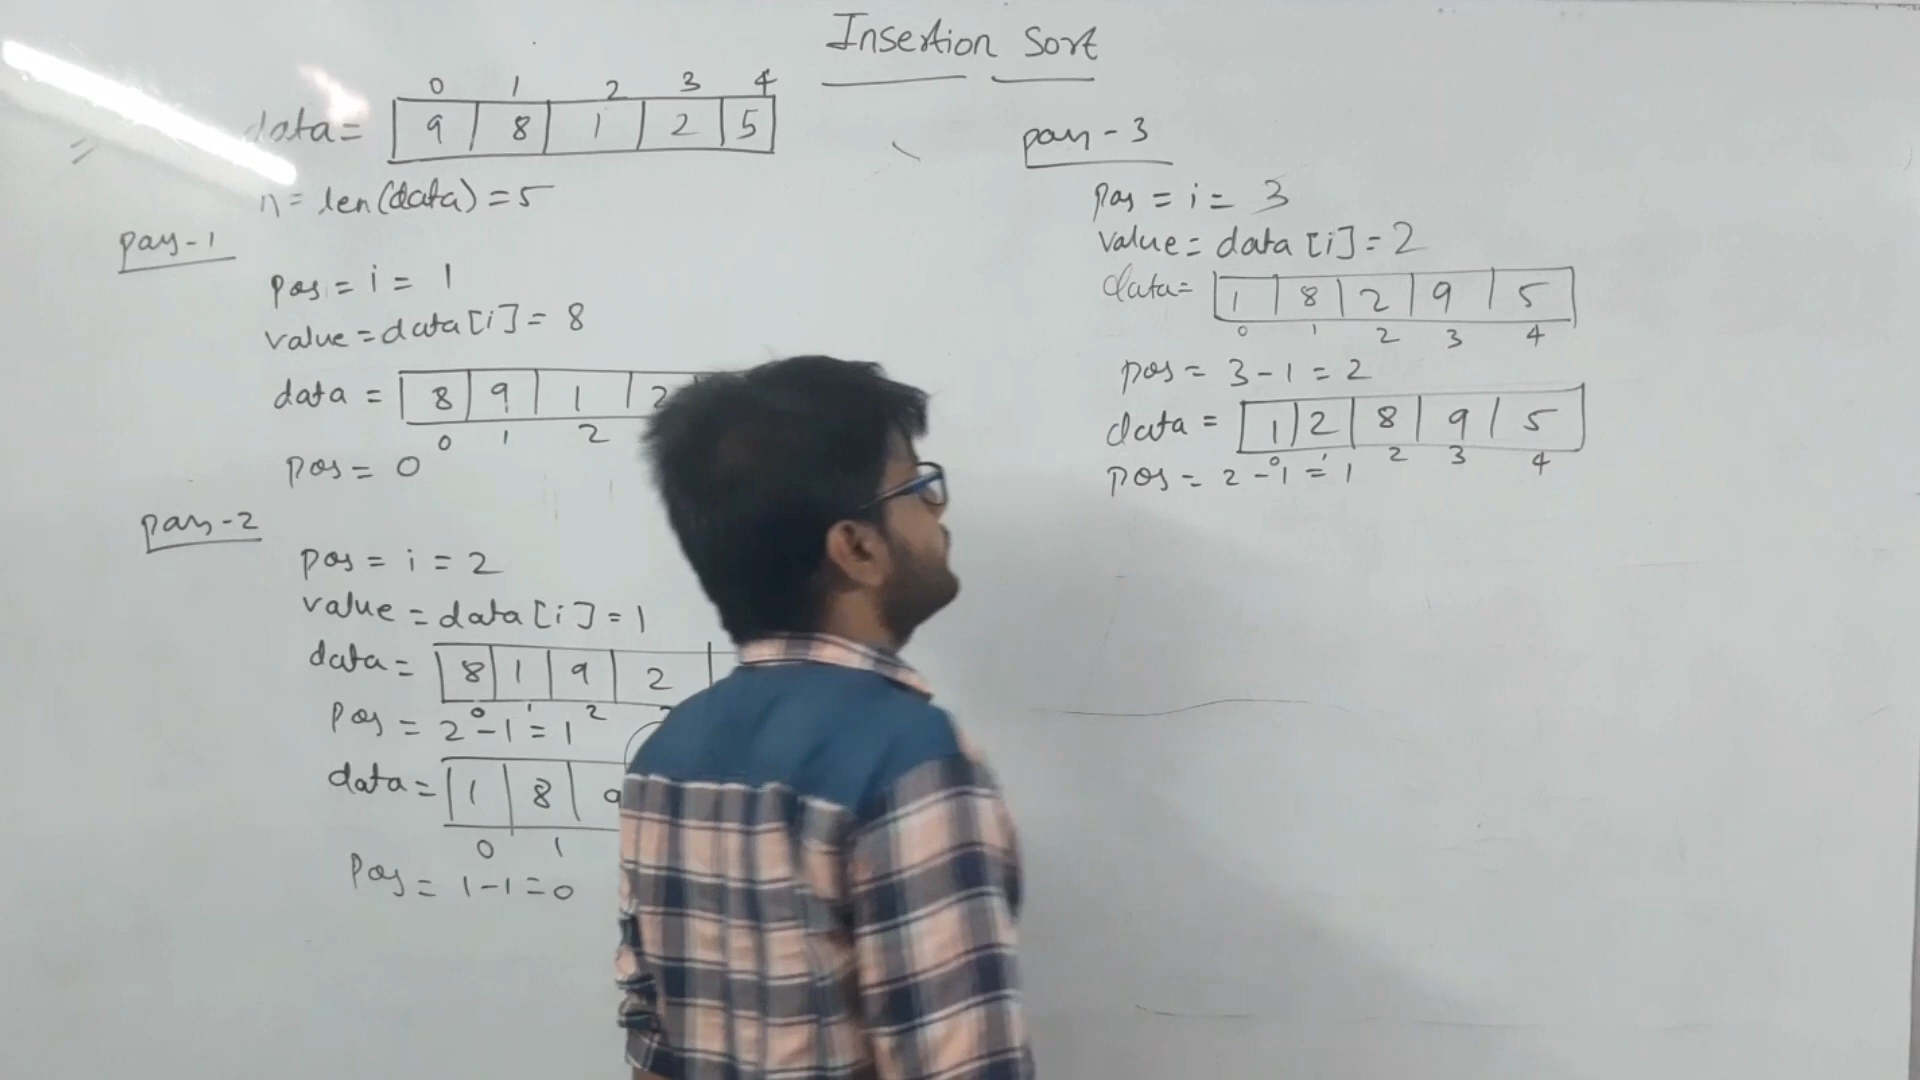 Insertion Sort
0 1 2 3 4
data = 9 8 1 2 5
n = len(data) = 5
pass-1
pos = i = 1
value = data[i] = 8
data = 8 9 1 2
0 1 2
pos = 0
pass-2
pos = i = 2
value = data[i] = 1
data = 8 1 9 2
0 1 2
pos = 2-1 = 1
data = 1 8 9
0 1
pos = 1-1 = 0
pass-3
pos = i = 3
value = data[i] = 2
data = 1 8 2 9 5
0 1 2 3 4
pos = 3-1 = 2
data = 1 2 8 9 5
0 1 2 3 4
pos = 2-1 = 1